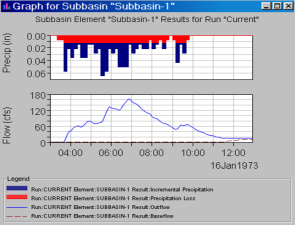 Graph for Subbasin "Subbasin-1"
Subbasin Element "Subbasin-1" Results for Run "Current"
Precip (in)
0.00
0.02
0.04
0.06
Flow (cfs)
180
120
60
0
04:00 06:00 08:00 10:00 12:00
16Jan1973
Legend
Run:CURRENT Element:SUBBASIN-1 Result:Incremental Precipitation
Run:CURRENT Element:SUBBASIN-1 Result:Precipitation Loss
Run:CURRENT Element:SUBBASIN-1 Result:Outflow
Run:CURRENT Element:SUBBASIN-1 Result:Baseflow